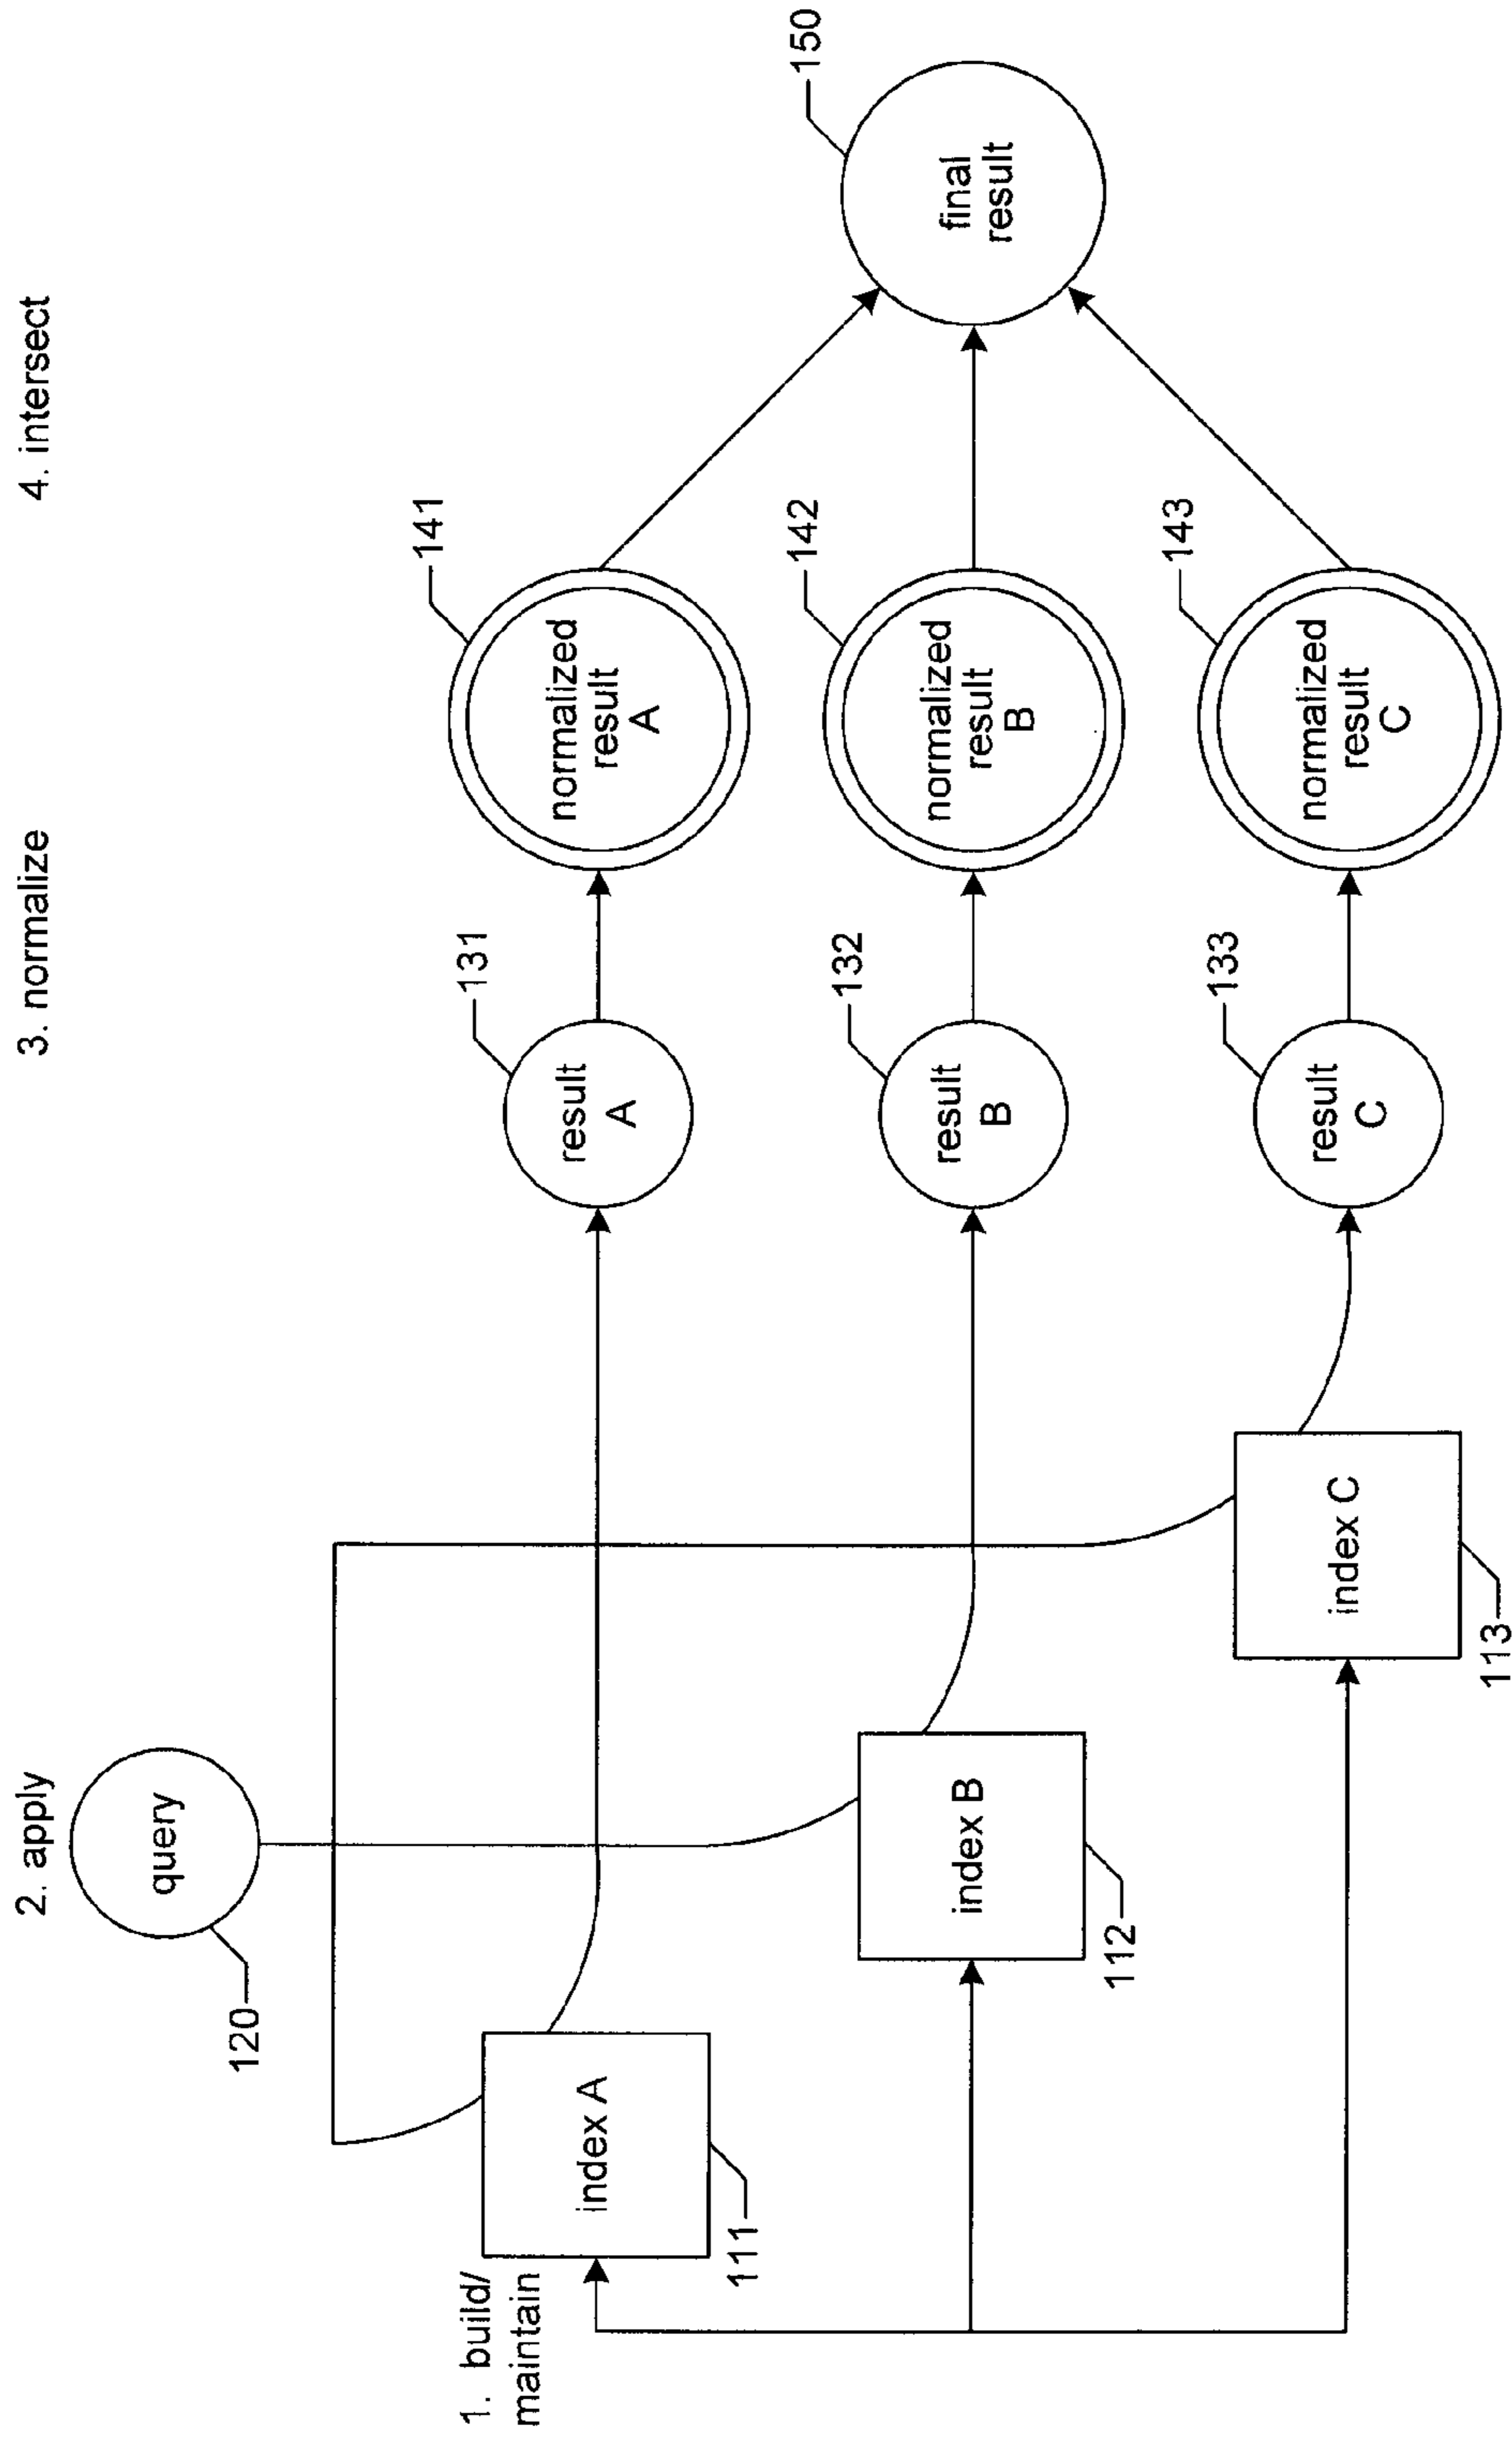 2. apply
3. normalize
4. intersect
query
120
1. build/
maintain
index A
111
result
A
131
normalized
result
A
141
index B
112
result
B
132
normalized
result
B
142
final
result
150
index C
113
result
C
133
normalized
result
C
143